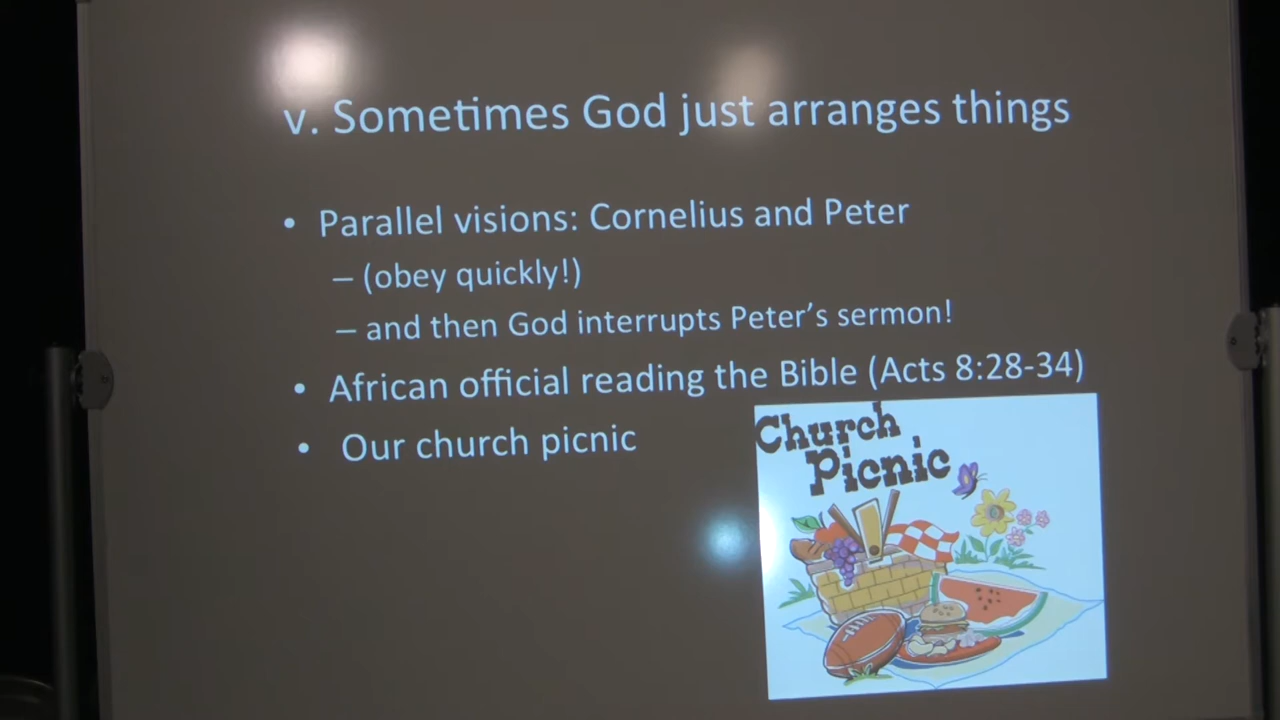 v. Sometimes God just arranges things
• Parallel visions: Cornelius and Peter
– (obey quickly!)
– and then God interrupts Peter’s sermon!
• African official reading the Bible (Acts 8:28-34)
• Our church picnic
Church
Picnic